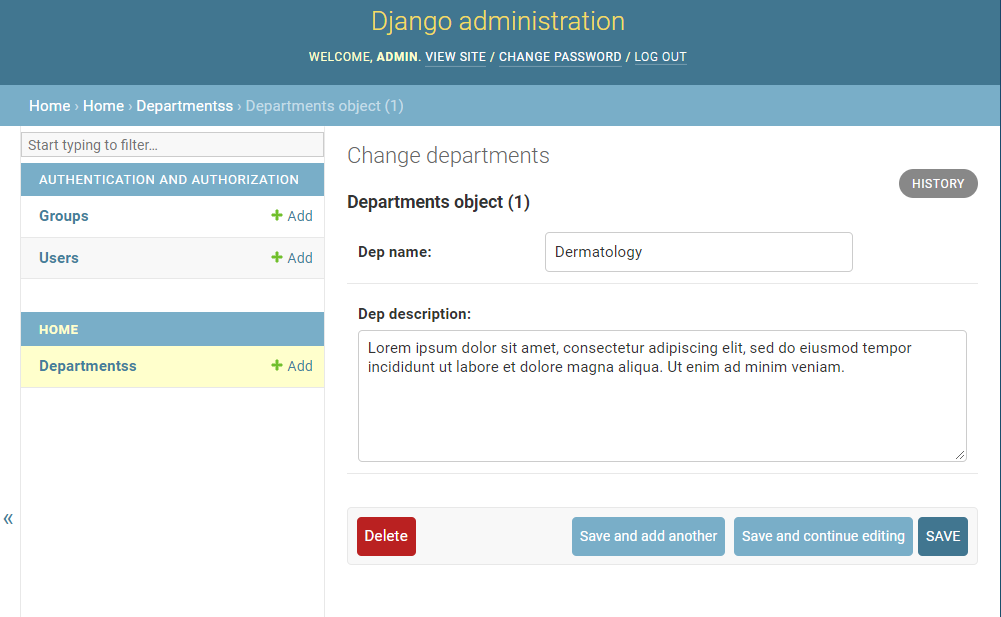 Django administration
WELCOME, ADMIN. VIEW SITE / CHANGE PASSWORD / LOG OUT
Home › Home › Departmentss › Departments object (1)
Start typing to filter…
AUTHENTICATION AND AUTHORIZATION
Groups + Add
Users + Add
HOME
Departmentss + Add
«
Change departments
HISTORY
Departments object (1)
Dep name: Dermatology
Dep description:
Lorem ipsum dolor sit amet, consectetur adipiscing elit, sed do eiusmod tempor
incididunt ut labore et dolore magna aliqua. Ut enim ad minim veniam.
Delete Save and add another Save and continue editing SAVE